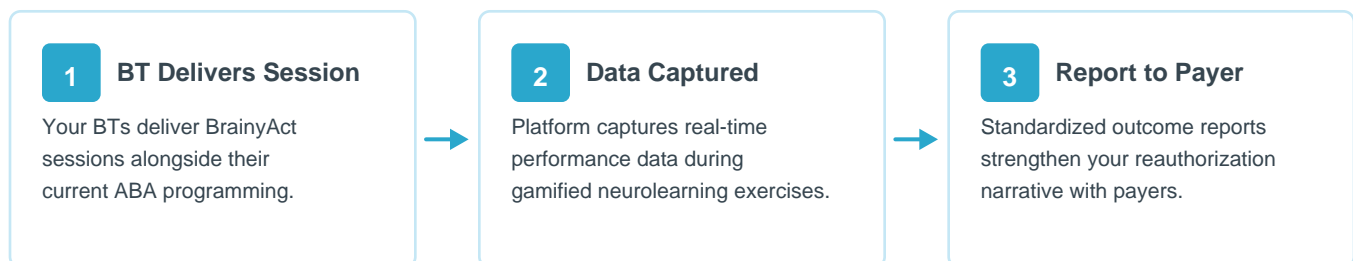 1 BT Delivers Session
Your BTs deliver BrainyAct
sessions alongside their
current ABA programming.
2 Data Captured
Platform captures real-time
performance data during
gamified neurolearning exercises.
3 Report to Payer
Standardized outcome reports
strengthen your reauthorization
narrative with payers.